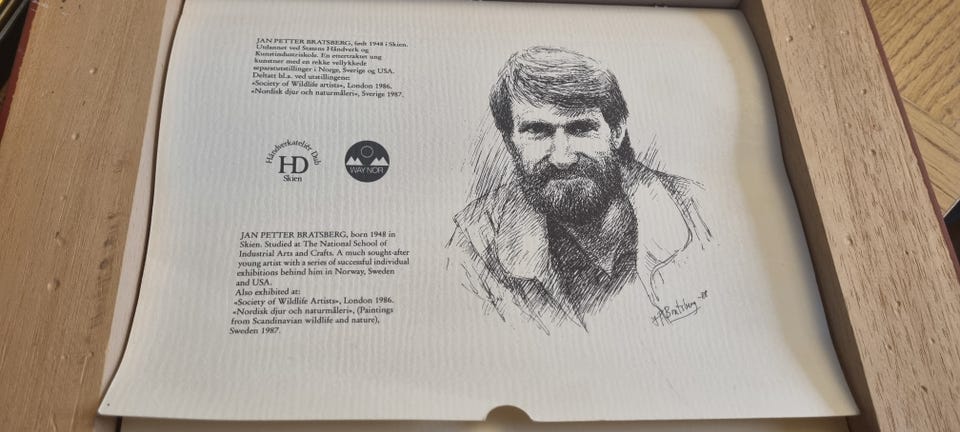 JAN PETTER BRATSBERG, født 1948 i Skien.
Utdannet ved Statens Håndverk og
Kunstindustriskole. En ettertraktet ung
kunstner med en rekke vellykkede
separatutstillinger i Norge, Sverige og USA.
Deltatt bl.a. ved utstillingene:
«Society of Wildlife artists», London 1986.
«Nordisk djur och naturmåleri», Sverige 1987.
Håndverkatelier Dub
HD
Skien
WAY NOR
JAN PETTER BRATSBERG, born 1948 in
Skien. Studied at The National School of
Industrial Arts and Crafts. A much sought-after
young artist with a series of successful individual
exhibitions behind him in Norway, Sweden
and USA.
Also exhibited at:
«Society of Wildlife Artists», London 1986.
«Nordisk djur och naturmåleri», (Paintings
from Scandinavian wildlife and nature),
Sweden 1987.
JPBratsberg -88